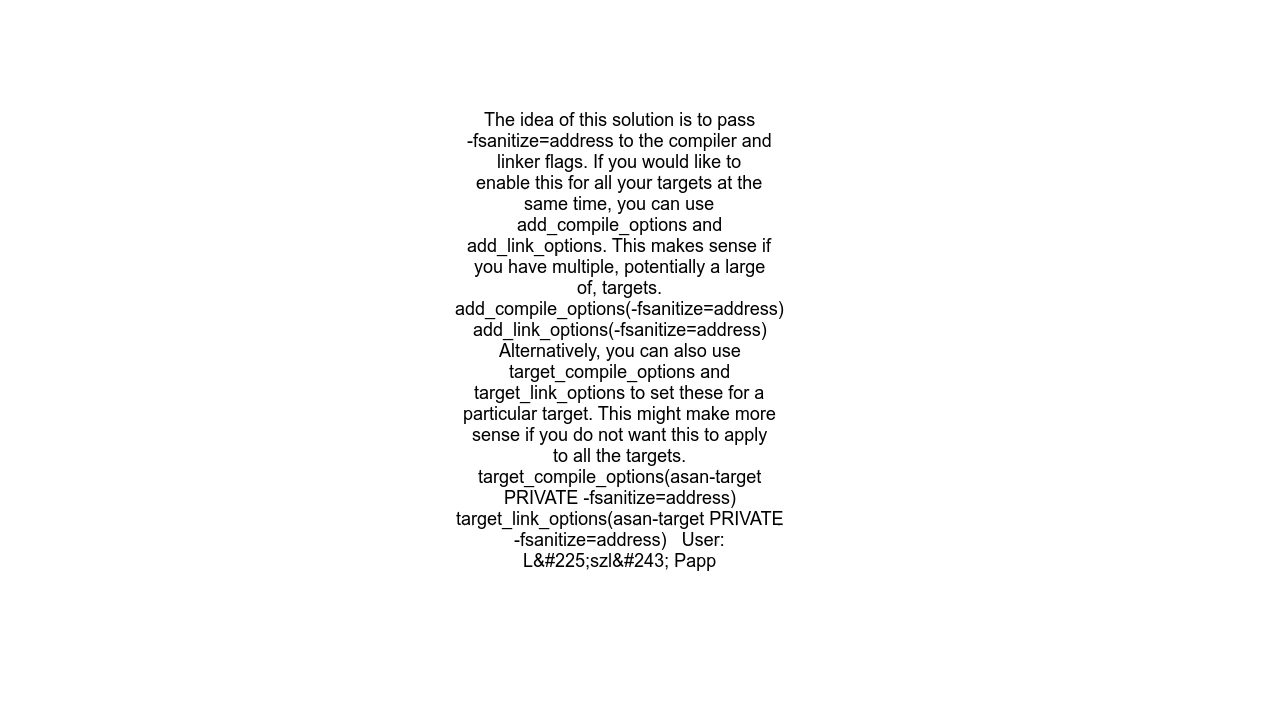 The idea of this solution is to pass
-fsanitize=address to the compiler and
linker flags. If you would like to
enable this for all your targets at the
same time, you can use
add_compile_options and
add_link_options. This makes sense if
you have multiple, potentially a large
of, targets.
add_compile_options(-fsanitize=address)
add_link_options(-fsanitize=address)
Alternatively, you can also use
target_compile_options and
target_link_options to set these for a
particular target. This might make more
sense if you do not want this to apply
to all the targets.
target_compile_options(asan-target
PRIVATE -fsanitize=address)
target_link_options(asan-target PRIVATE
-fsanitize=address)   User:
L&#225;szl&#243; Papp